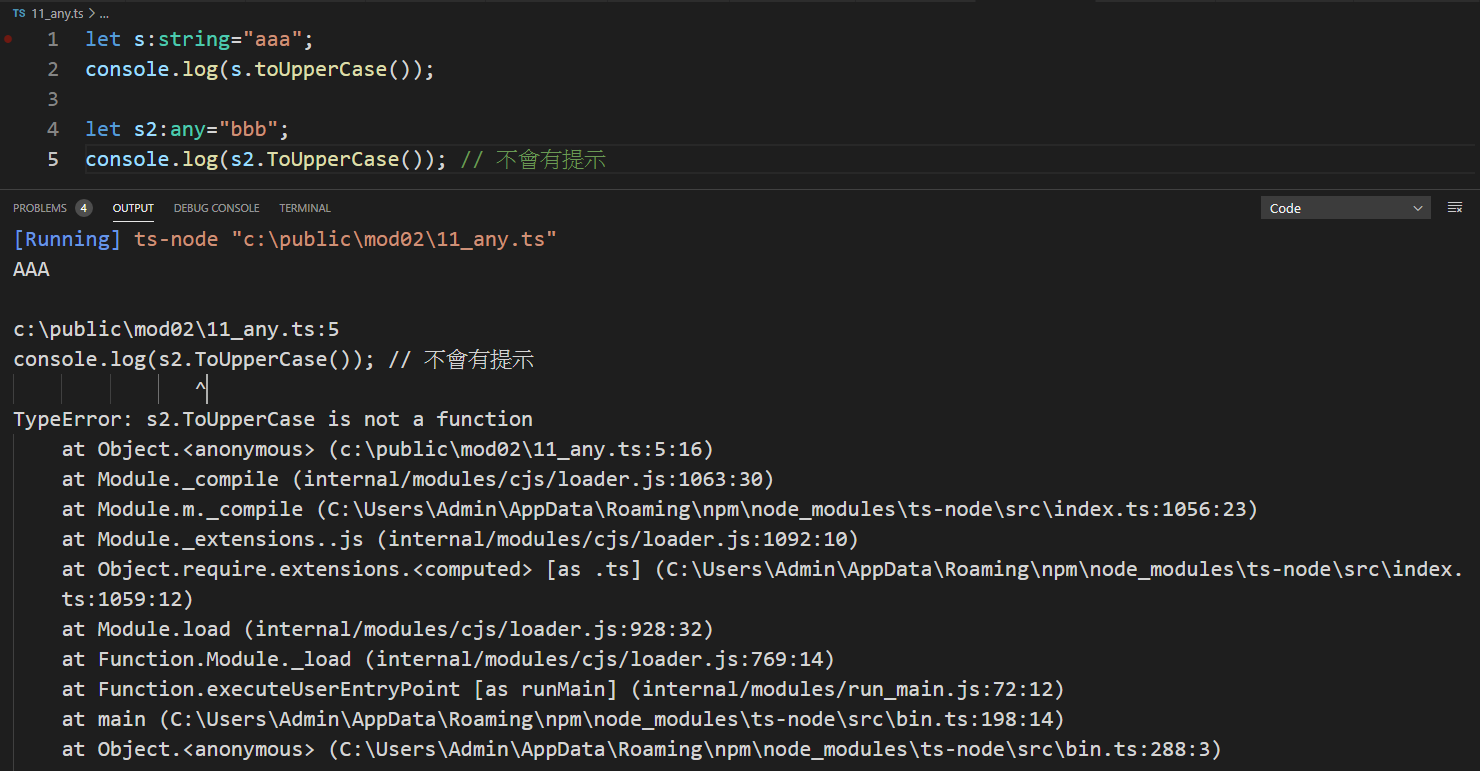 TS 11_any.ts > ...
1 let s:string="aaa";
2 console.log(s.toUpperCase());
3
4 let s2:any="bbb";
5 console.log(s2.ToUpperCase()); // 不會有提示
PROBLEMS 4 OUTPUT DEBUG CONSOLE TERMINAL Code
[Running] ts-node "c:\public\mod02\11_any.ts"
AAA
c:\public\mod02\11_any.ts:5
console.log(s2.ToUpperCase()); // 不會有提示
^
TypeError: s2.ToUpperCase is not a function
at Object.<anonymous> (c:\public\mod02\11_any.ts:5:16)
at Module._compile (internal/modules/cjs/loader.js:1063:30)
at Module.m._compile (C:\Users\Admin\AppData\Roaming\npm\node_modules\ts-node\src\index.ts:1056:23)
at Module._extensions..js (internal/modules/cjs/loader.js:1092:10)
at Object.require.extensions.<computed> [as .ts] (C:\Users\Admin\AppData\Roaming\npm\node_modules\ts-node\src\index.
ts:1059:12)
at Module.load (internal/modules/cjs/loader.js:928:32)
at Function.Module._load (internal/modules/cjs/loader.js:769:14)
at Function.executeUserEntryPoint [as runMain] (internal/modules/run_main.js:72:12)
at main (C:\Users\Admin\AppData\Roaming\npm\node_modules\ts-node\src\bin.ts:198:14)
at Object.<anonymous> (C:\Users\Admin\AppData\Roaming\npm\node_modules\ts-node\src\bin.ts:288:3)